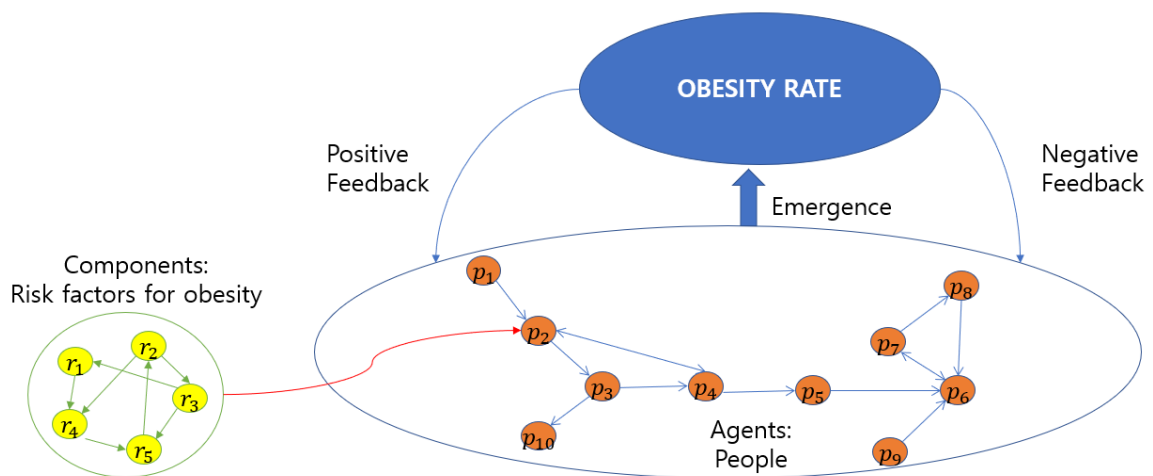 OBESITY RATE
Positive
Feedback
Negative
Feedback
Emergence
Components:
Risk factors for obesity
p1
p8
r2
r1
p2
p7
r3
p3
p4
p5
p6
r4
p10
r5
Agents:
People
p9